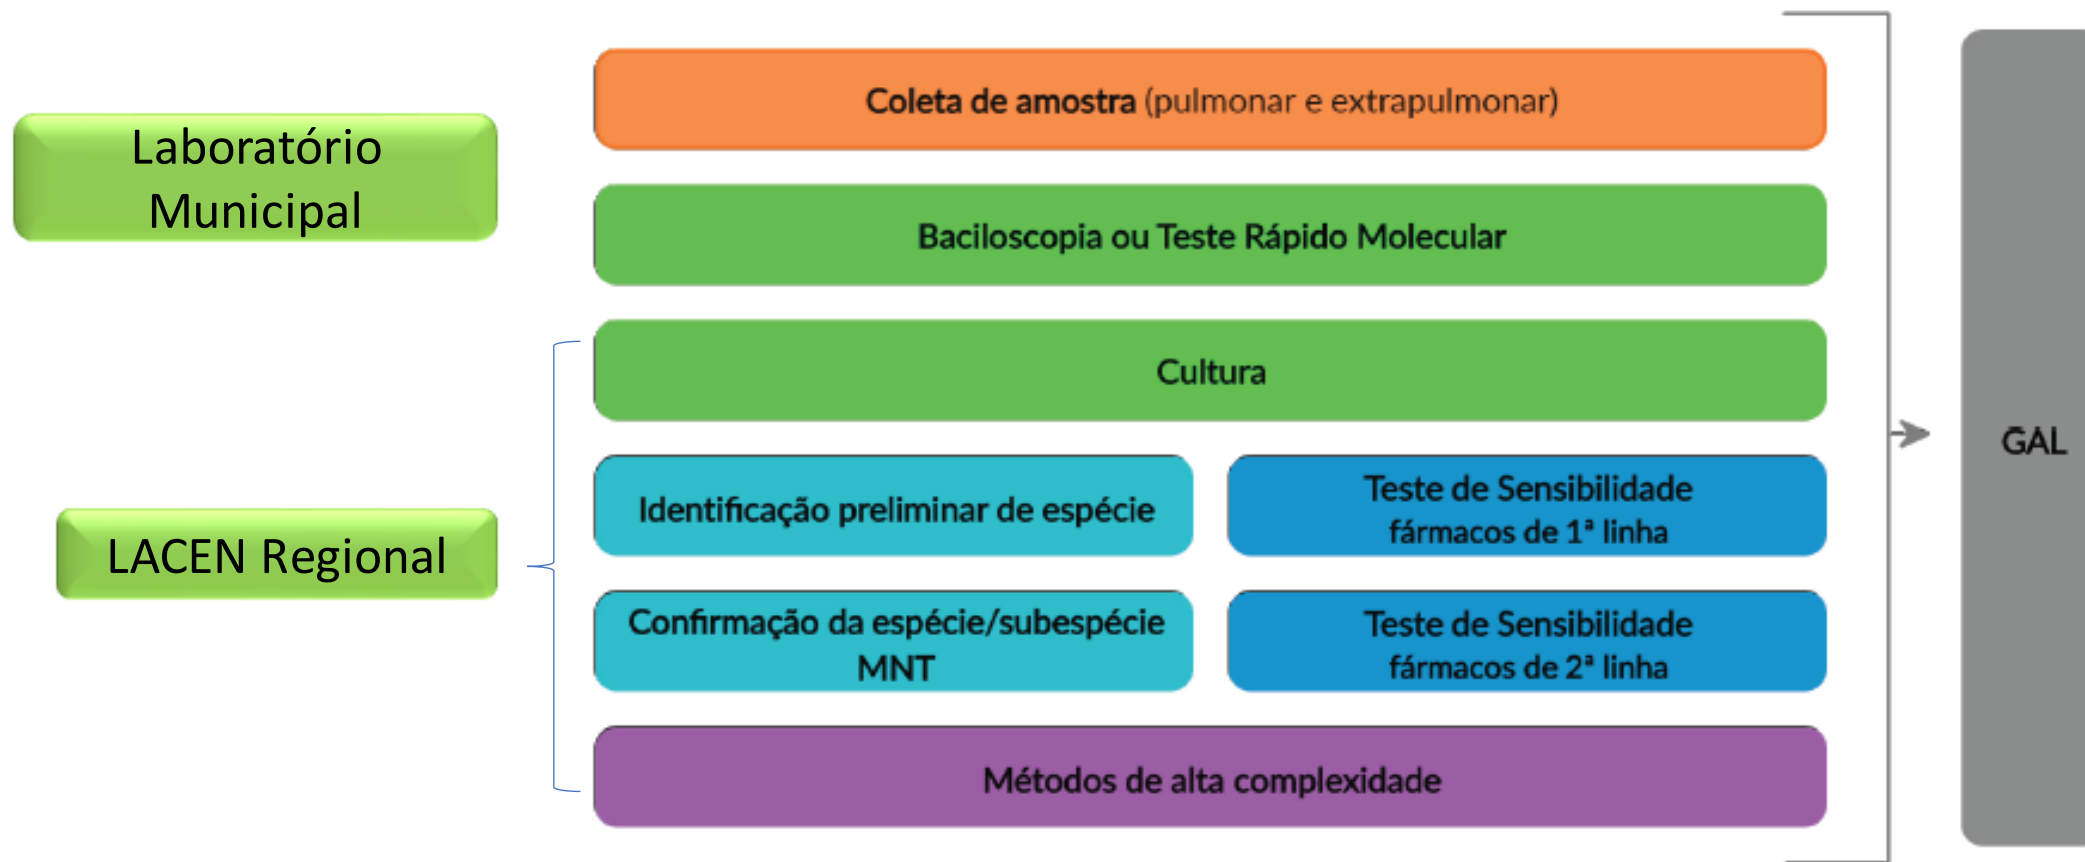 Laboratório
Municipal
Coleta de amostra (pulmonar e extrapulmonar)
Baciloscopia ou Teste Rápido Molecular
Cultura
LACEN Regional
Identificação preliminar de espécie
Teste de Sensibilidade
fármacos de 1ª linha
Confirmação da espécie/subespécie
MNT
Teste de Sensibilidade
fármacos de 2ª linha
Métodos de alta complexidade
GAL